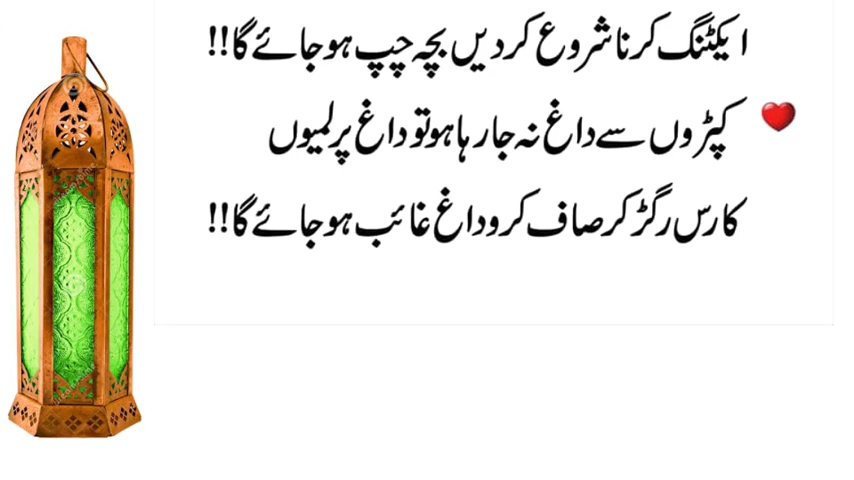 ایکٹنگ کرنا شروع کر دیں بچہ چپ ہو جائے گا!!
کپڑوں سے داغ نہ جا رہا ہو تو داغ پر لمیوں
کا رس رگڑ کر صاف کرو داغ غائب ہو جائے گا!!